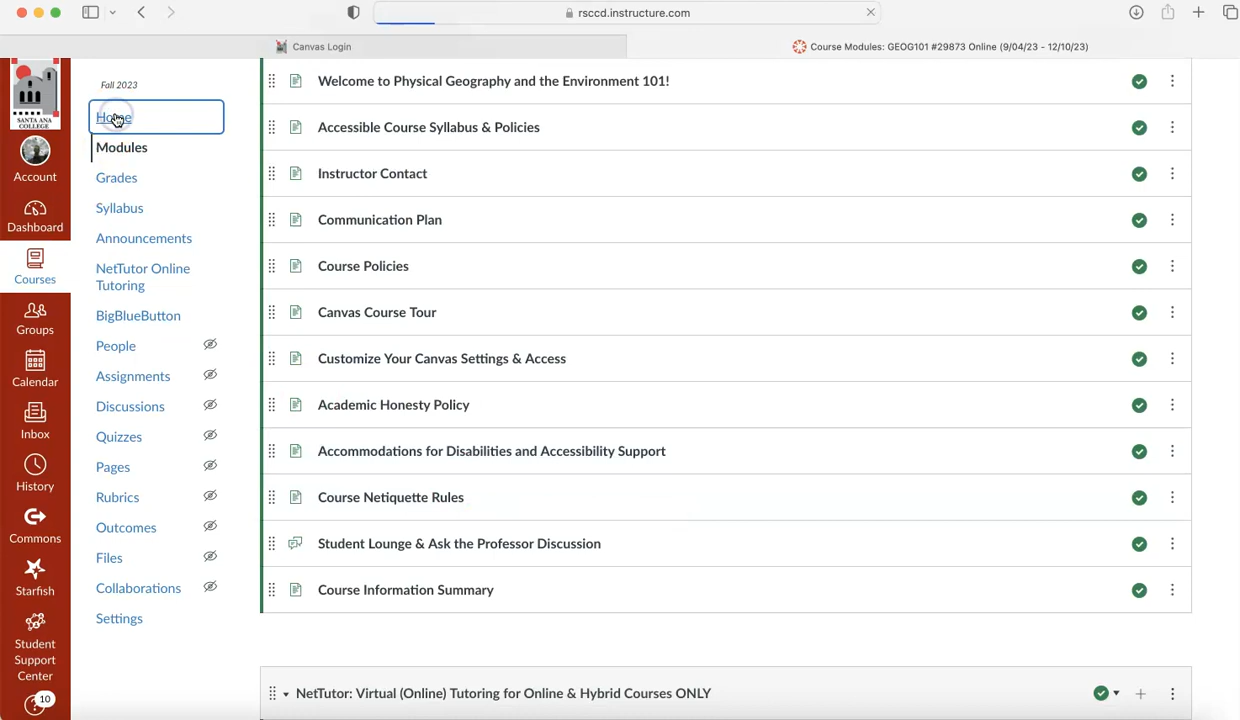 rsccd.instructure.com
Canvas Login
Course Modules: GEOG101 #29873 Online (9/04/23 - 12/10/23)
SANTA ANA
COLLEGE
Account
Dashboard
Courses
Groups
Calendar
Inbox
History
Commons
Starfish
Student
Support
Center
10
Fall 2023
Home
Modules
Grades
Syllabus
Announcements
NetTutor Online
Tutoring
BigBlueButton
People
Assignments
Discussions
Quizzes
Pages
Rubrics
Outcomes
Files
Collaborations
Settings
Welcome to Physical Geography and the Environment 101!
Accessible Course Syllabus & Policies
Instructor Contact
Communication Plan
Course Policies
Canvas Course Tour
Customize Your Canvas Settings & Access
Academic Honesty Policy
Accommodations for Disabilities and Accessibility Support
Course Netiquette Rules
Student Lounge & Ask the Professor Discussion
Course Information Summary
NetTutor: Virtual (Online) Tutoring for Online & Hybrid Courses ONLY